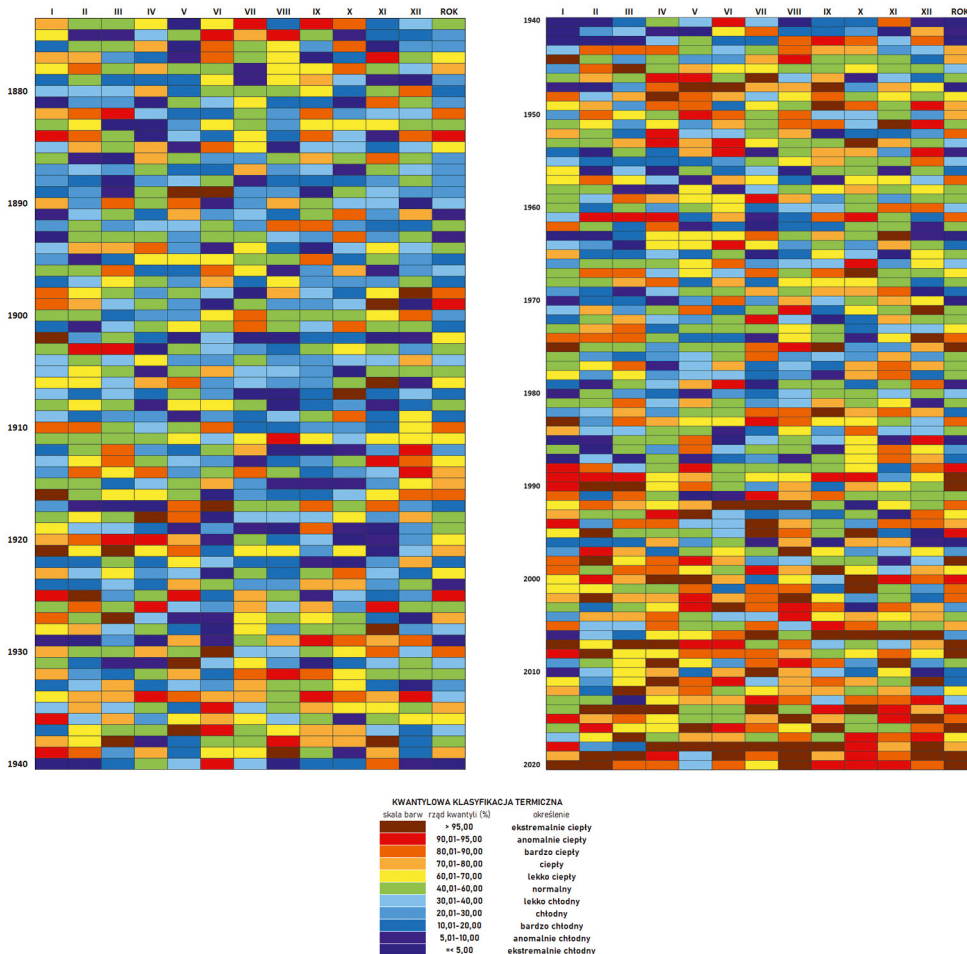 I II III IV V VI VII VIII IX X XI XII ROK
1880
1890
1900
1910
1920
1930
1940
I II III IV V VI VII VIII IX X XI XII ROK
1940
1950
1960
1970
1980
1990
2000
2010
2020
KWANTYLOWA KLASYFIKACJA TERMICZNA
skala barw rząd kwantyli (%) określenie
> 95,00 ekstremalnie ciepły
90,01-95,00 anomalnie ciepły
80,01-90,00 bardzo ciepły
70,01-80,00 ciepły
60,01-70,00 lekko ciepły
40,01-60,00 normalny
30,01-40,00 lekko chłodny
20,01-30,00 chłodny
10,01-20,00 bardzo chłodny
5,01-10,00 anomalnie chłodny
=< 5,00 ekstremalnie chłodny